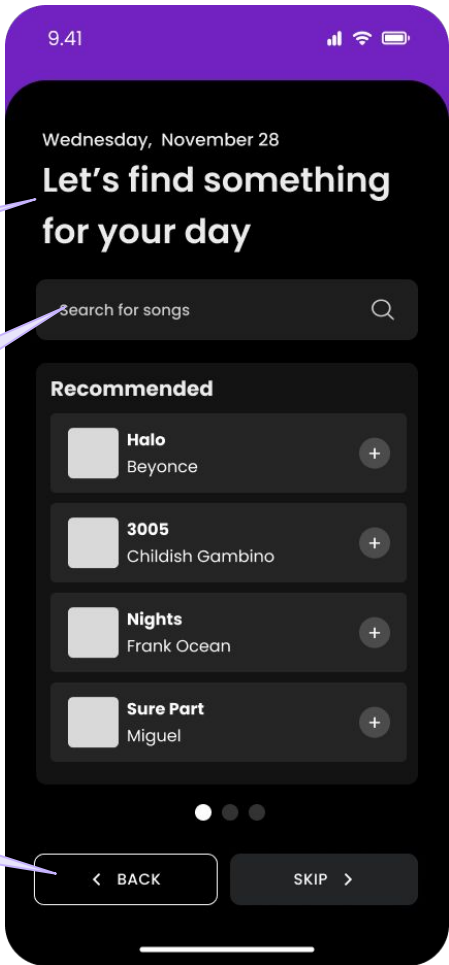 9.41
Wednesday, November 28
Let's find something
for your day
Search for songs
Recommended
Halo
Beyonce
+
3005
Childish Gambino
+
Nights
Frank Ocean
+
Sure Part
Miguel
+
BACK
SKIP